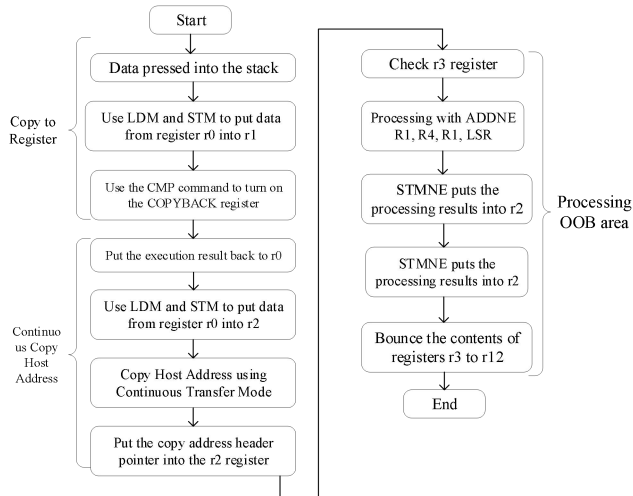 Start
Data pressed into the stack
Use LDM and STM to put data
from register r0 into r1
Use the CMP command to turn on
the COPYBACK register
Copy to
Register
Put the execution result back to r0
Use LDM and STM to put data
from register r0 into r2
Copy Host Address using
Continuous Transfer Mode
Put the copy address header
pointer into the r2 register
Continuo
us Copy
Host
Address
Check r3 register
Processing with ADDNE
R1, R4, R1, LSR
STMNE puts the
processing results into r2
STMNE puts the
processing results into r2
Bounce the contents of
registers r3 to r12
End
Processing
OOB area